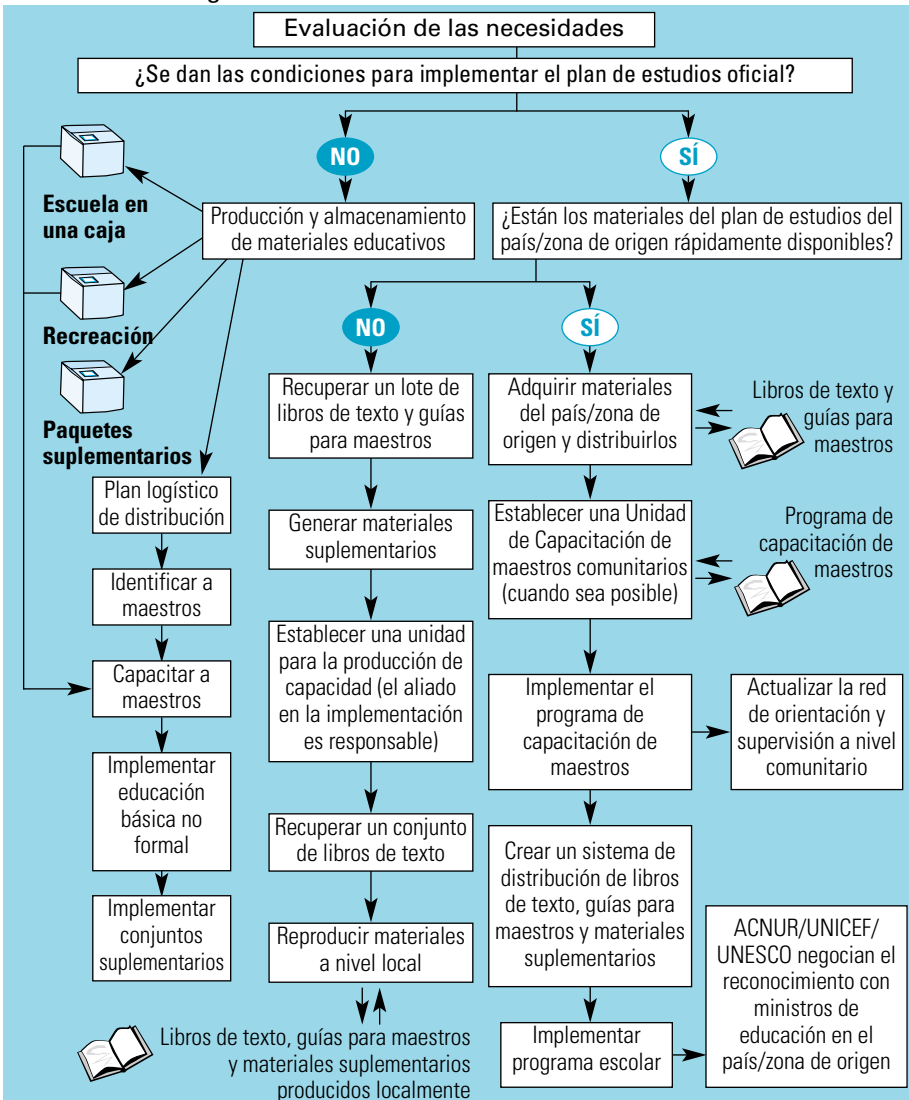 Evaluación de las necesidades
¿Se dan las condiciones para implementar el plan de estudios oficial?
NO
SÍ
Escuela en
una caja
Recreación
Paquetes
suplementarios
Producción y almacenamiento
de materiales educativos
¿Están los materiales del plan de estudios del
país/zona de origen rápidamente disponibles?
NO
SÍ
Plan logístico
de distribución
Identificar a
maestros
Capacitar a
maestros
Implementar
educación
básica no
formal
Implementar
conjuntos
suplementarios
Recuperar un lote de
libros de texto y guías
para maestros
Generar materiales
suplementarios
Establecer una unidad
para la producción de
capacidad (el aliado
en la implementación
es responsable)
Recuperar un conjunto
de libros de texto
Reproducir materiales
a nivel local
Libros de texto, guías para maestros
y materiales suplementarios
producidos localmente
Adquirir materiales
del país/zona de
origen y distribuirlos
Libros de texto y
guías para
maestros
Establecer una Unidad
de Capacitación de
maestros comunitarios
(cuando sea posible)
Programa de
capacitación de
maestros
Implementar el
programa de
capacitación de
maestros
Actualizar la red
de orientación y
supervisión a nivel
comunitario
Crear un sistema de
distribución de libros
de texto, guías para
maestros y materiales
suplementarios
Implementar
programa escolar
ACNUR/UNICEF/
UNESCO negocian el
reconocimiento con
ministros de
educación en el
país/zona de origen